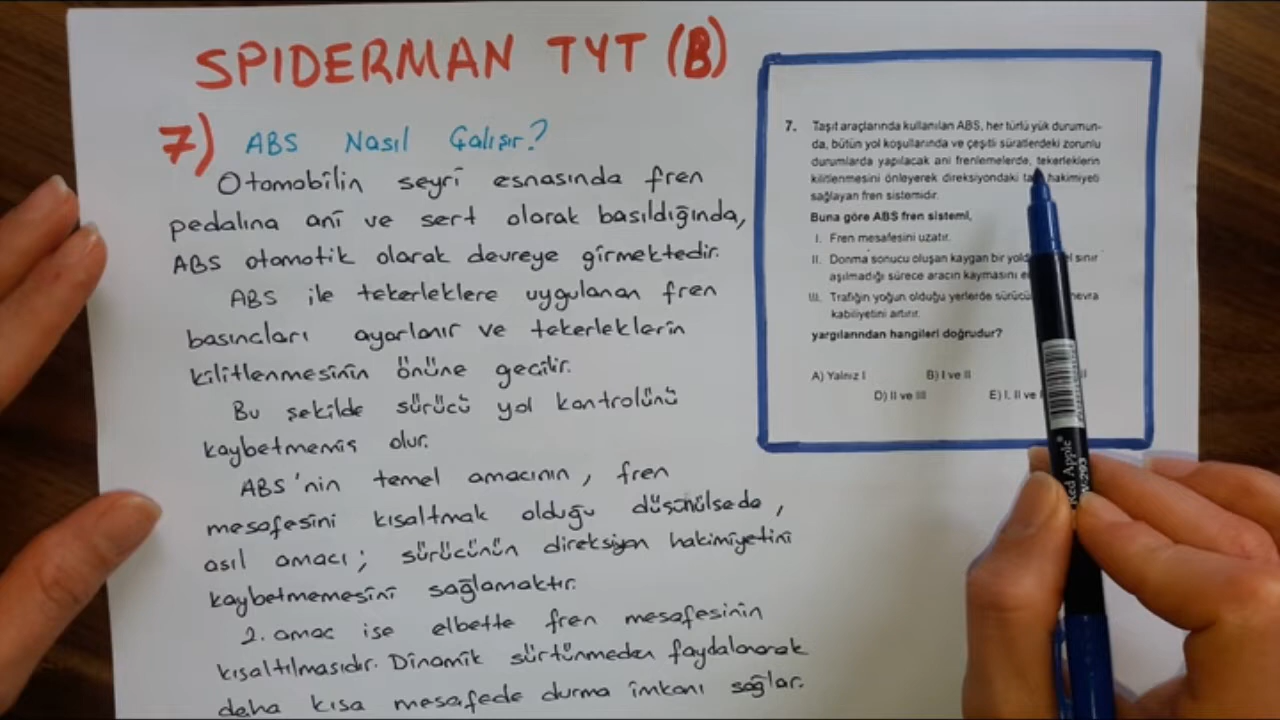 SPIDERMAN TYT (B)
7) ABS Nasıl Çalışır?
Otomobilin seyri esnasında fren
pedalına ani ve sert olarak basıldığında,
ABS otomotik olarak devreye girmektedir.
ABS ile tekerleklere uygulanan fren
basıncları ayarlanır ve tekerleklerin
kilitlenmesinin önüne geçilir.
Bu şekilde sürücü yol kontrolünü
kaybetmemiş olur.
ABS'nin temel amacının, fren
mesafesini kısaltmak olduğu düşünülsede,
asıl amacı; sürücünün direksiyon hakimiyetini
kaybetmemesini sağlamaktır.
2. amaç ise elbette fren mesafesinin
kısaltılmasıdır. Dinamik sürtünmeden faydalanarak
daha kısa mesafede durma imkanı sağlar.
7. Taşıt araçlarında kullanılan ABS, her türlü yük durumun-
da, bütün yol koşullarında ve çeşitli süratlerdeki zorunlu
durumlarda yapılacak ani frenlemelerde, tekerleklerin
kilitlenmesini önleyerek direksiyondaki hakimiyeti
sağlayan fren sistemidir.
Buna göre ABS fren sistemi,
I. Fren mesafesini uzatır.
II. Donma sonucu oluşan kaygan bir sınır
aşılmadığı sürece aracın kaymasını
III. Trafiğin yoğun olduğu yerlerde
kabiliyetini artırır.
yargılarından hangileri doğrudur?
A) Yalnız I B) I ve II
D) II ve III E) I, II ve
Red Apple